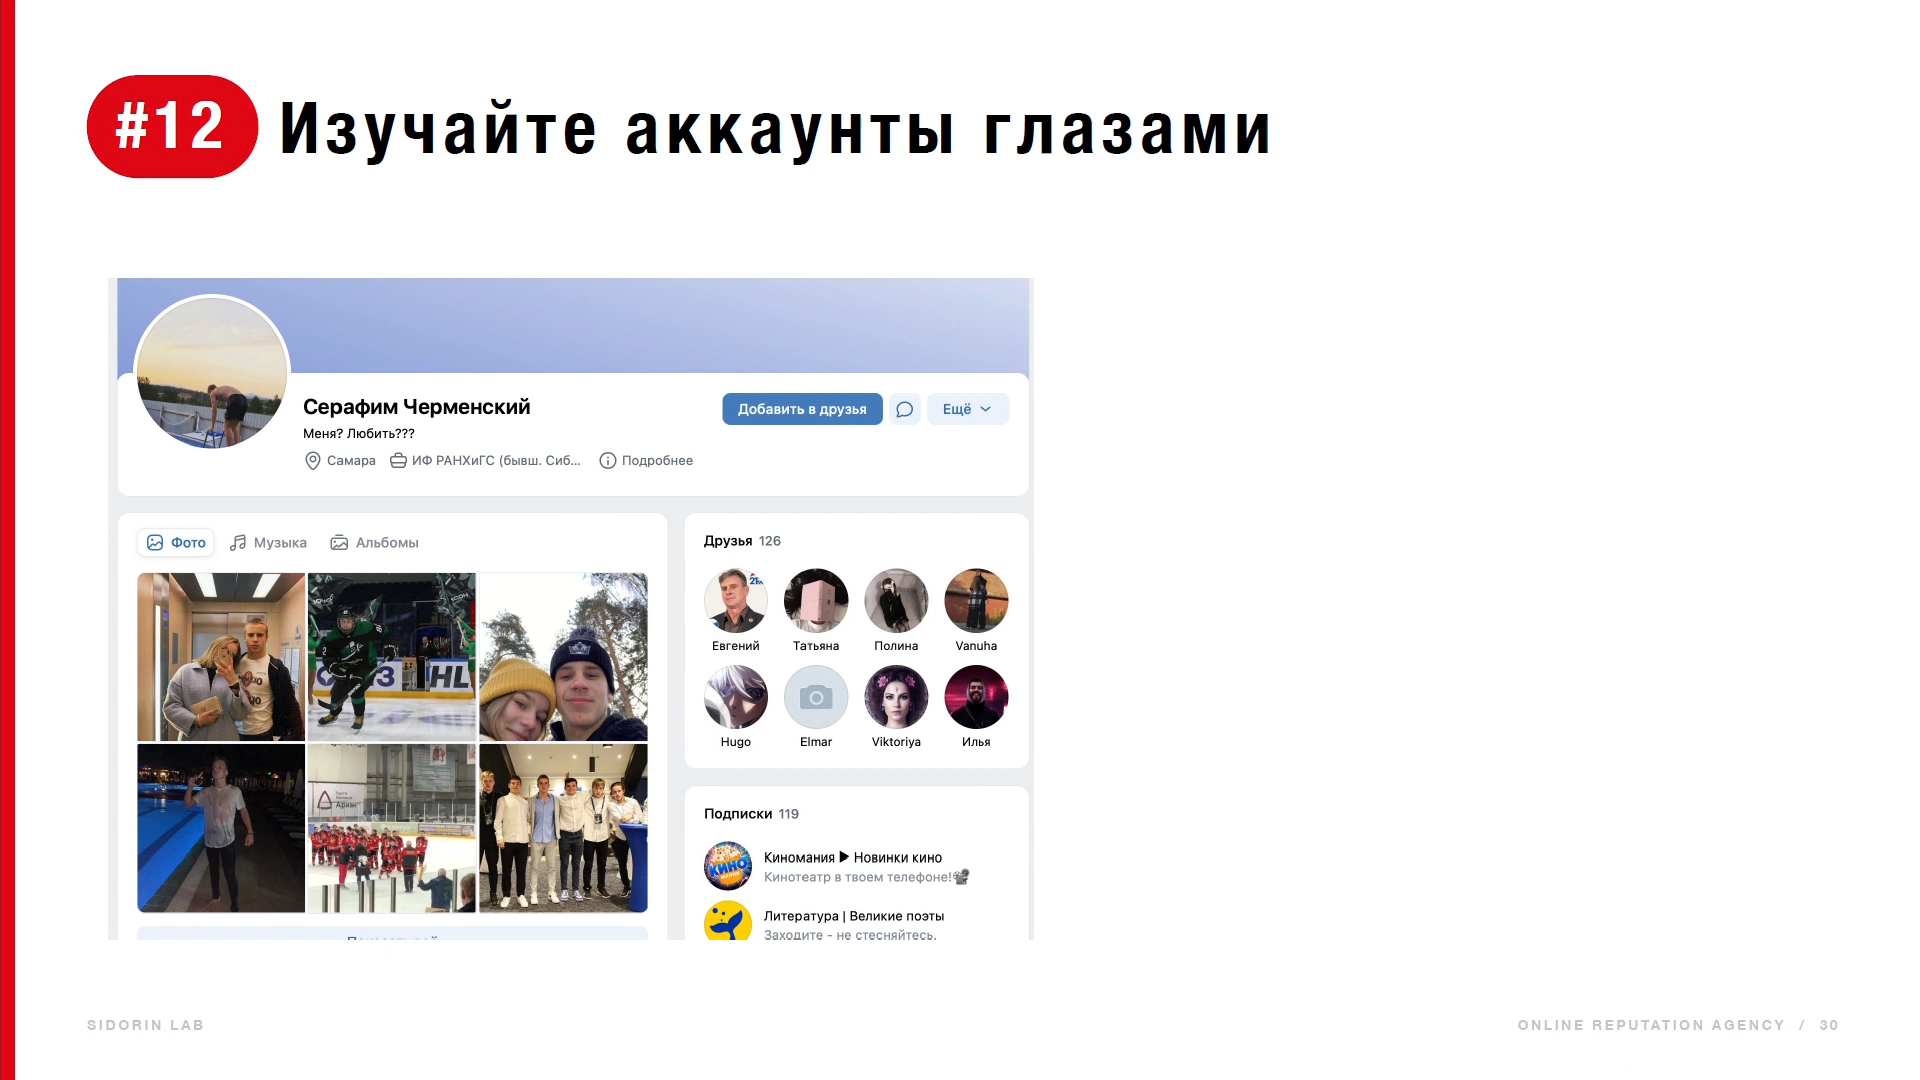 #12 Изучайте аккаунты глазами
Серафим Черменский
Меня? Любить???
Самара ИФ РАНХиГС (бывш. Сиб... Подробнее
Добавить в друзья
Ещё
Фото Музыка Альбомы
Друзья 126
Евгений Татьяна Полина Vanuha
Hugo Elmar Viktoriya Илья
Подписки 119
Киномания ▶ Новинки кино
Кинотеатр в твоем телефоне!
Литература | Великие поэты
Заходите - не стесняйтесь.
SIDORIN LAB
ONLINE REPUTATION AGENCY / 30